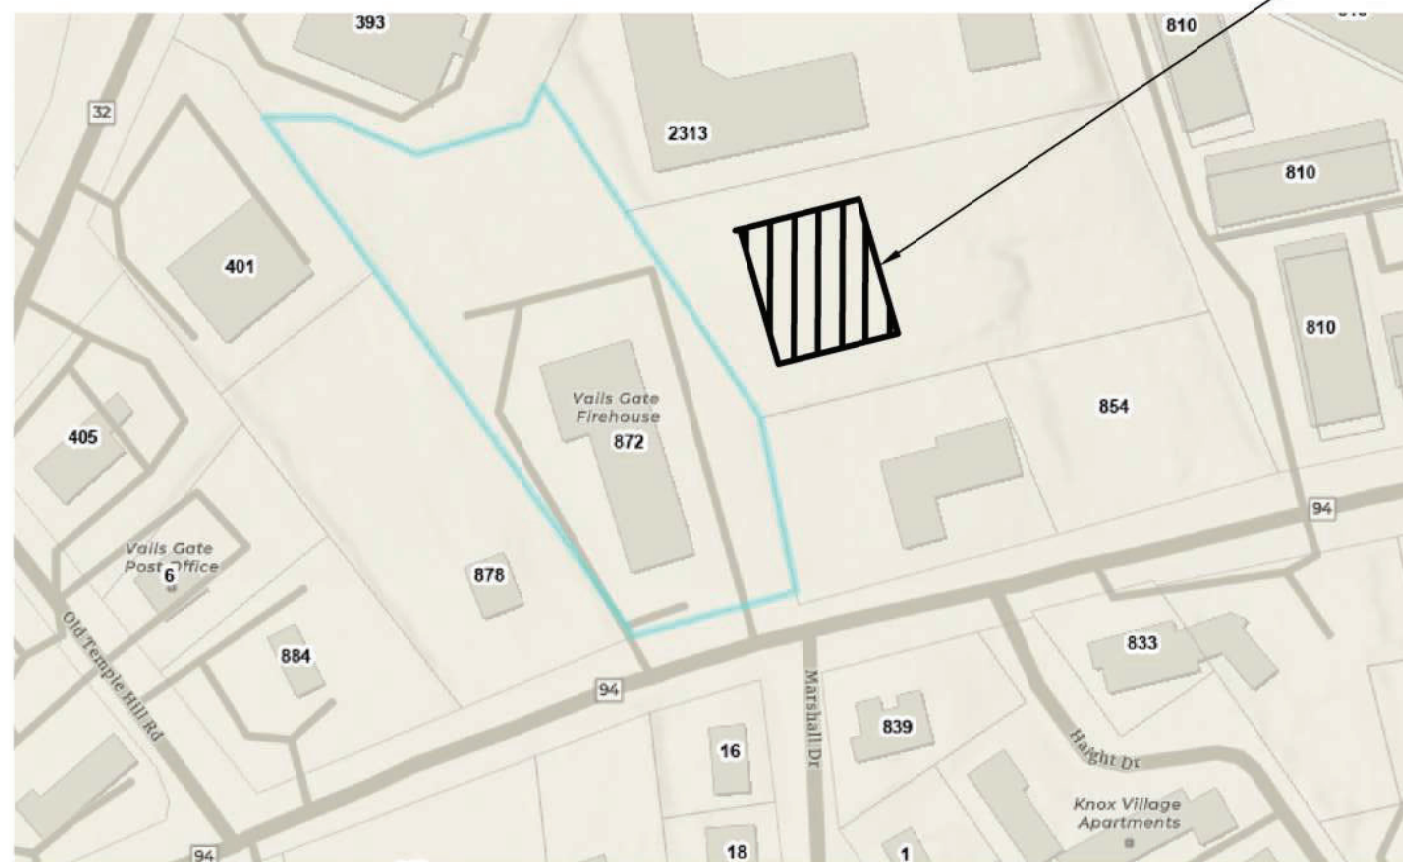 393
810
32
2313
810
401
810
Vails Gate
Firehouse
872
854
405
94
Vails Gate
Post Office
6
878
Old Temple Hill Rd
884
833
94
Marshall Dr
839
16
Haight Dr
Knox Village
Apartments
18
1
94